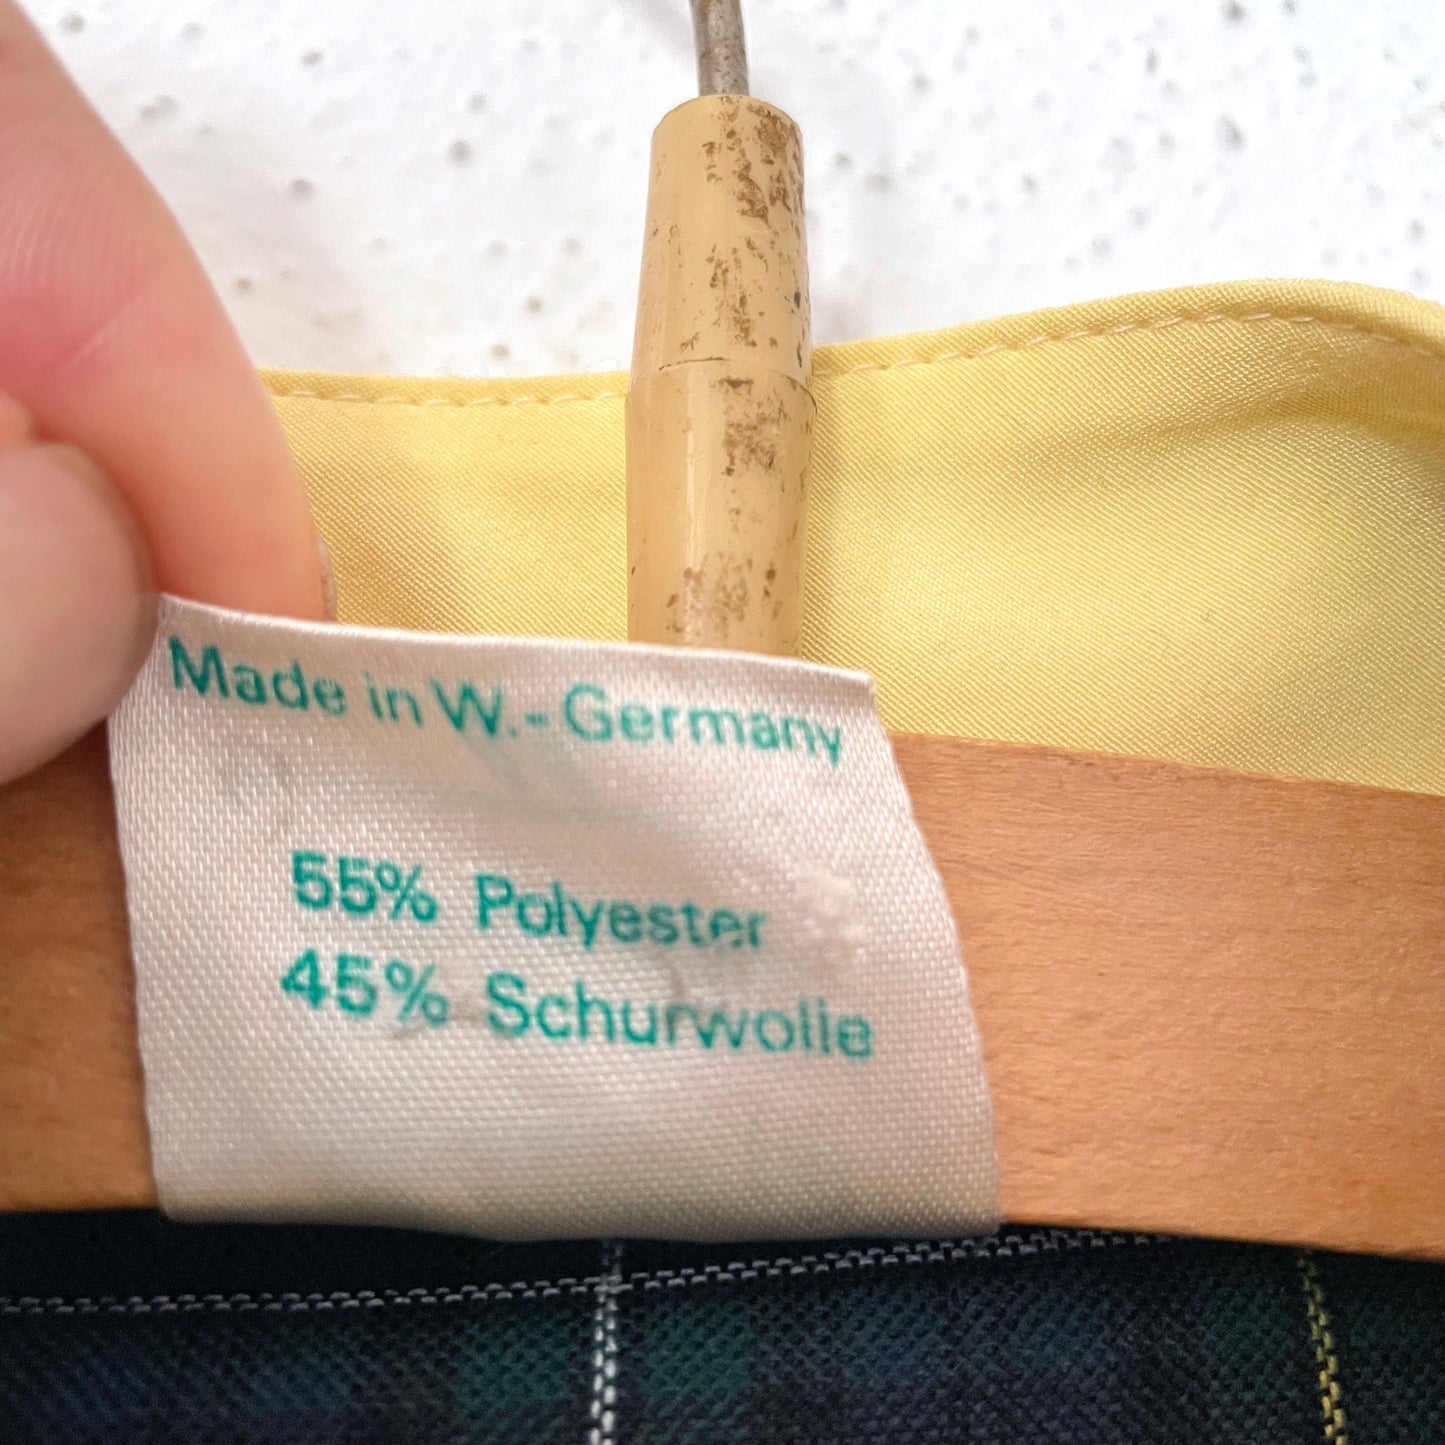 Made in W.-Germany
55% Polyester
45% Schurwolle